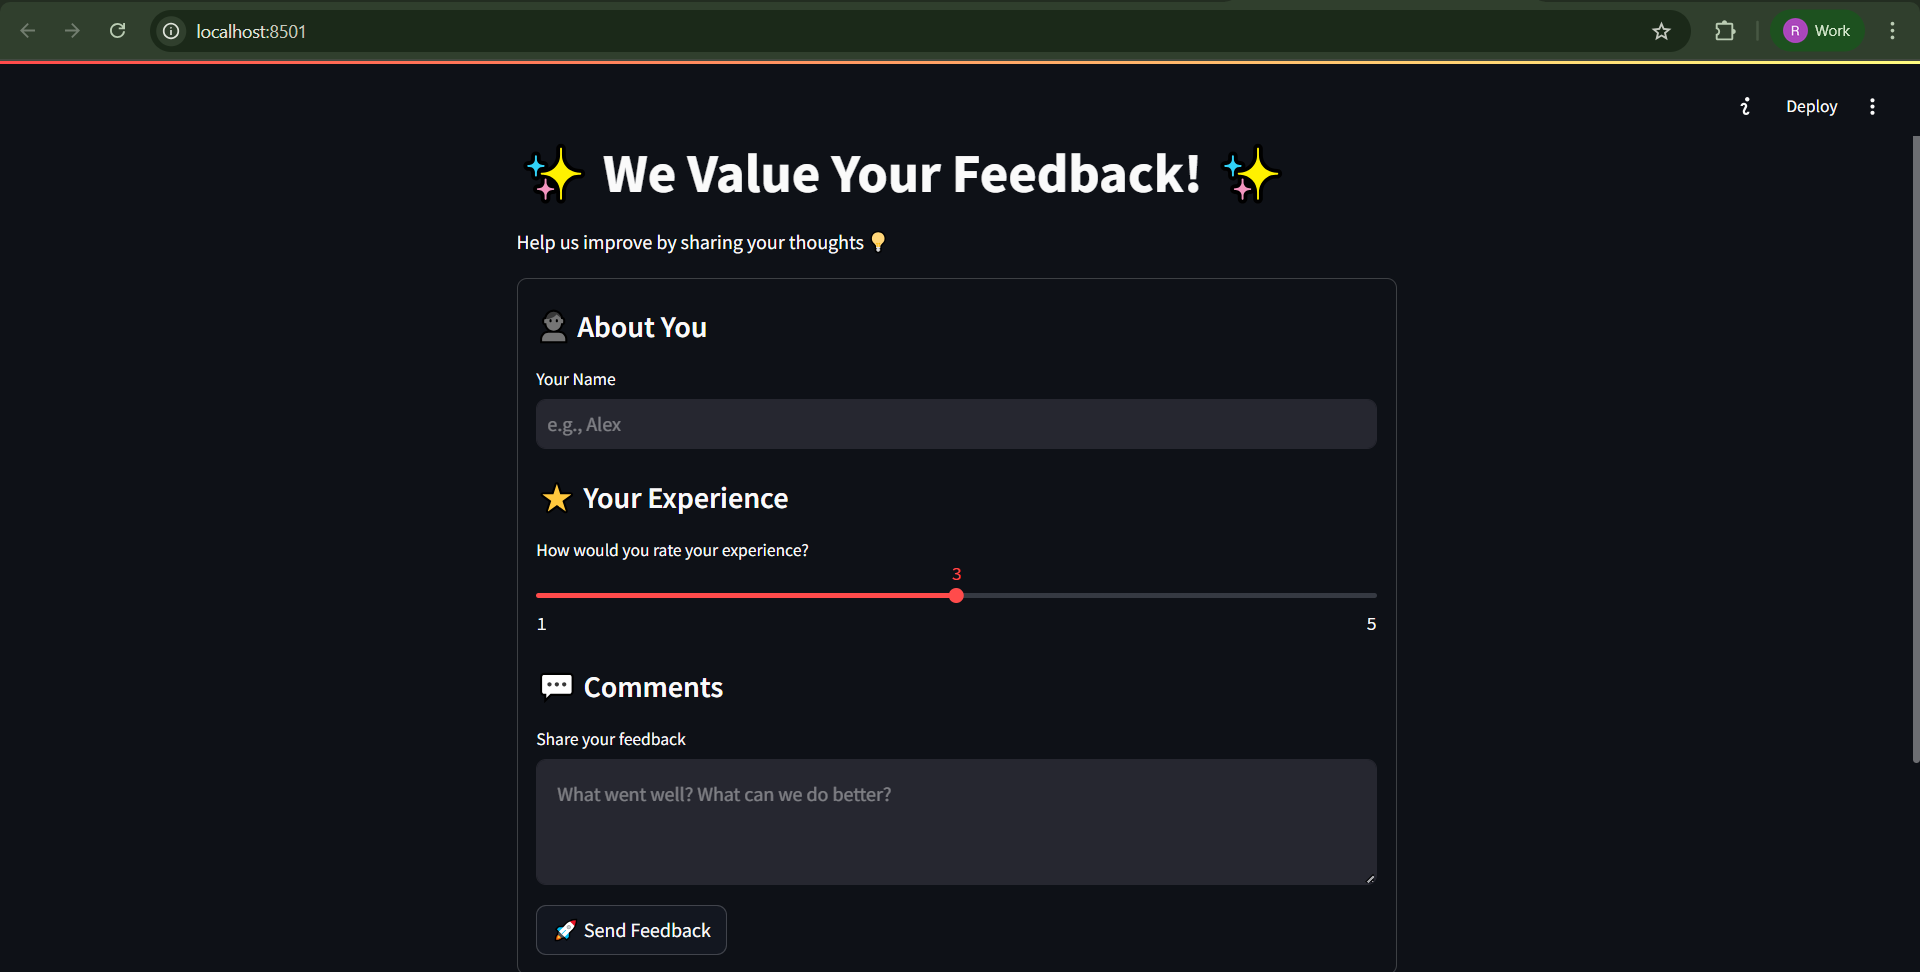 localhost:8501
R Work
Deploy
✨ We Value Your Feedback! ✨
Help us improve by sharing your thoughts 💡
👤 About You
Your Name
e.g., Alex
⭐ Your Experience
How would you rate your experience?
3
1 5
💬 Comments
Share your feedback
What went well? What can we do better?
🚀 Send Feedback